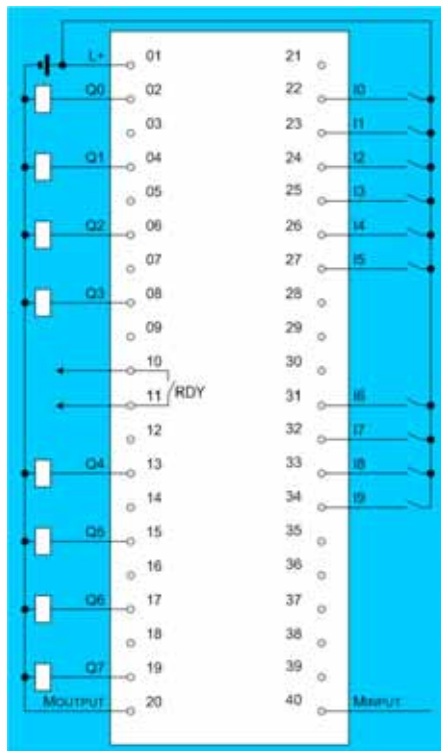 L+ 01 21
Q0 02 22 I0
03 23 I1
Q1 04 24 I2
05 25 I3
Q2 06 26 I4
07 27 I5
Q3 08 28
09 29
10 30
RDY
11 31 I6
12 32 I7
Q4 13 33 I8
14 34 I9
Q5 15 35
16 36
Q6 17 37
18 38
Q7 19 39
MOUTPUT 20 40 MINPUT